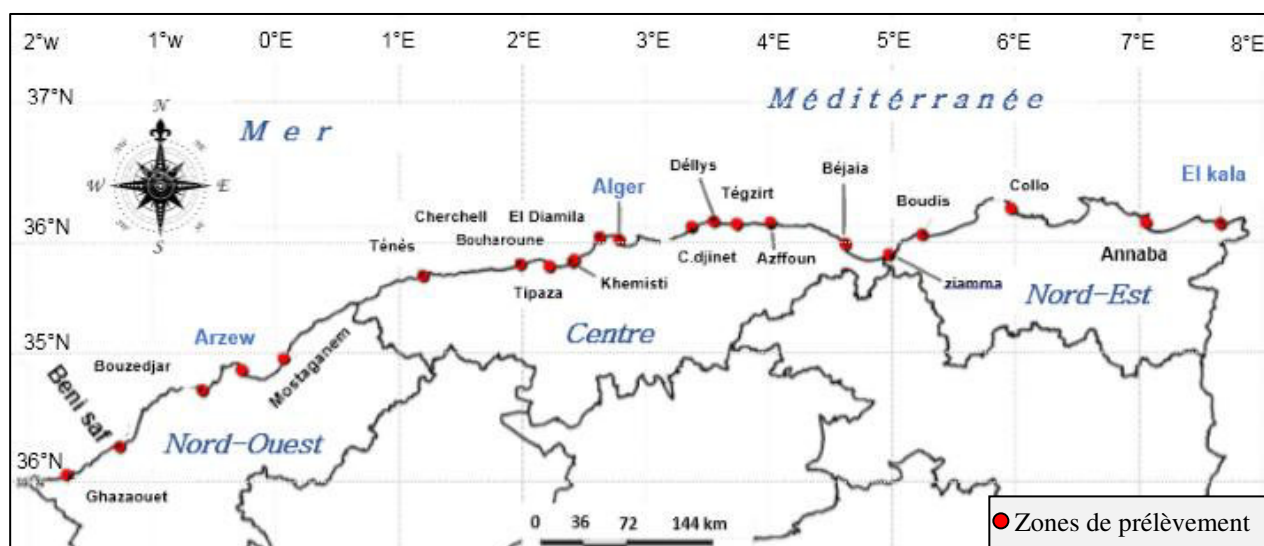 2°w 1°w 0°E 1°E 2°E 3°E 4°E 5°E 6°E 7°E 8°E
37°N
Mer
Méditérranée
N
W E
S
36°N
Alger
Déllys
Tégzirt
Béjaia
Boudis
Collo
El kala
Cherchell
El Diamila
Ténès
Bouharoune
Tipaza
Khemisti
C.djinet
Azffoun
ziamma
Annaba
Nord-Est
Centre
35°N
Arzew
Bouzedjar
Mostaganem
Beni saf
Nord-Ouest
36°N
Ghazaouet
0 36 72 144 km
Zones de prélèvement